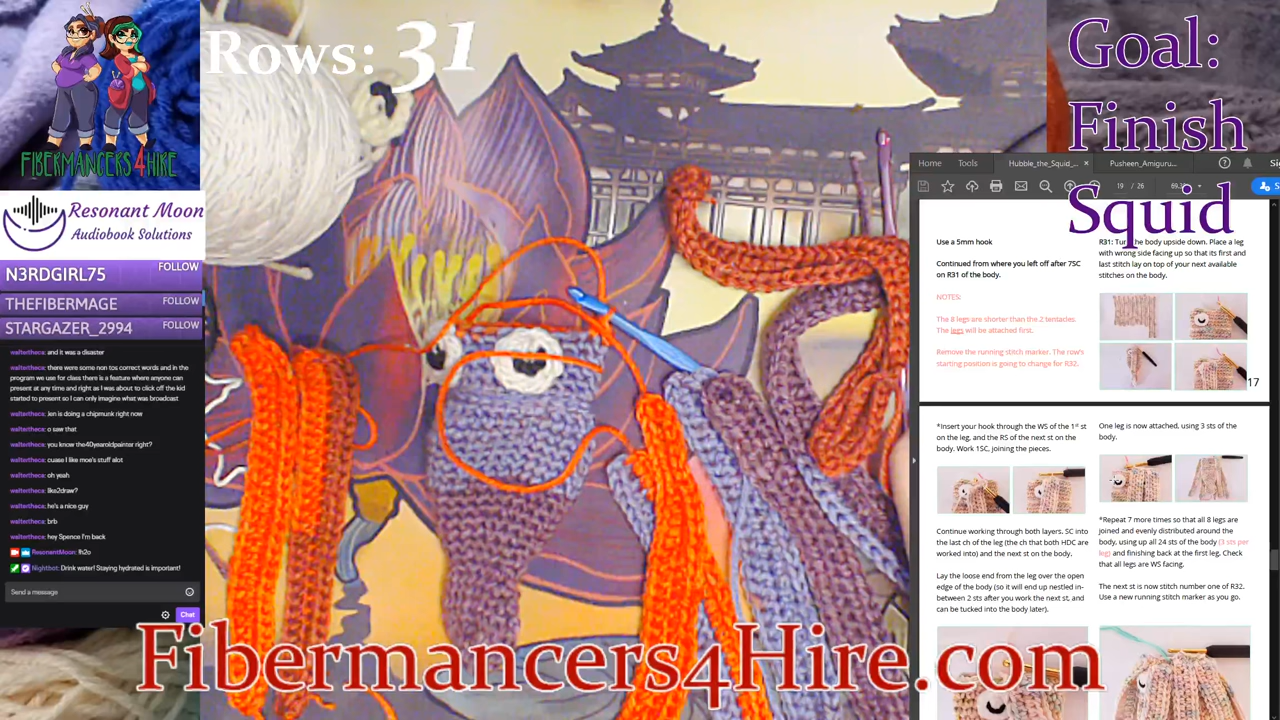 Rows: 31
Goal:
Finish
Squid
FIBERMANCERS4HIRE
Resonant Moon
Audiobook Solutions
N3RDGIRL75 FOLLOW
THEFIBERMAGE FOLLOW
STARGAZER_2994 FOLLOW
waltertheca: and it was a disaster
waltertheca: there were some non tos correct words and in the
program we use for class there is a feature where anyone can
present at any time and right as I was about to click off the kid
started to present so I can only imagine what was broadcast
waltertheca: Jen is doing a chipmunk right now
waltertheca: o saw that
waltertheca: you know the40yearoldpainter right?
waltertheca: cuase I like moe's stuff alot
waltertheca: oh yeah
waltertheca: like2draw?
waltertheca: he's a nice guy
waltertheca: brb
waltertheca: hey Spence I'm back
ResonantMoon: !h2o
Nightbot: Drink water! Staying hydrated is important!
Send a message
Chat
Home Tools Hubble_the_Squid_... × Pusheen_Amiguru...
19 / 26
Use a 5mm hook
Continued from where you left off after 7SC
on R31 of the body.
NOTES:
The 8 legs are shorter than the 2 tentacles.
The legs will be attached first.
Remove the running stitch marker. The row's
starting position is going to change for R32.
R31: Turn the body upside down. Place a leg
with wrong side facing up so that its first and
last stitch lay on top of your next available
stitches on the body.
17
*Insert your hook through the WS of the 1st st
on the leg, and the RS of the next st on the
body. Work 1SC, joining the pieces.
Continue working through both layers. SC into
the last ch of the leg (the ch that both HDC are
worked into) and the next st on the body.
Lay the loose end from the leg over the open
edge of the body (so it will end up nestled in-
between 2 sts after you work the next st, and
can be tucked into the body later).
One leg is now attached, using 3 sts of the
body.
*Repeat 7 more times so that all 8 legs are
joined and evenly distributed around the
body, using up all 24 sts of the body (3 sts per
leg) and finishing back at the first leg. Check
that all legs are WS facing.
The next st is now stitch number one of R32.
Use a new running stitch marker as you go.
Fibermancers4Hire.com